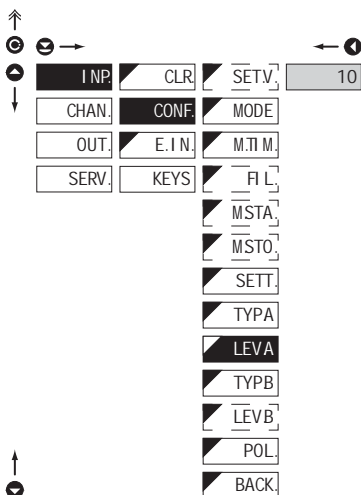 INP. CLR. SET.V. 10
CHAN. CONF. MODE
OUT. E.IN. M.TIM.
SERV. KEYS FIL.
MSTA.
MSTO.
SETT.
TYPA
LEVA
TYPB
LEVB
POL.
BACK.